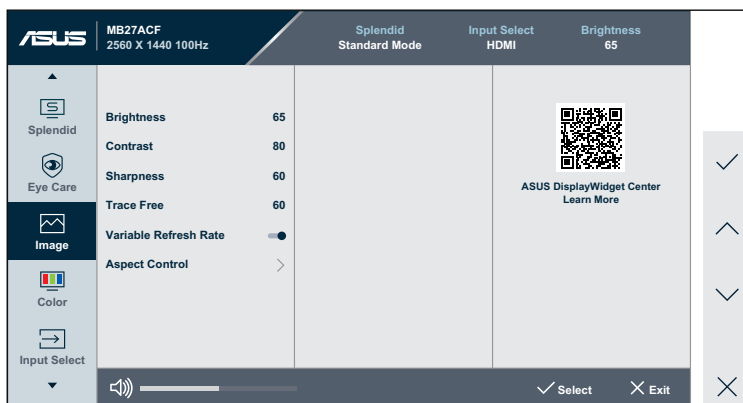 ASUS
MB27ACF
2560 X 1440 100Hz
Splendid
Standard Mode
Input Select
HDMI
Brightness
65
Splendid
Eye Care
Image
Color
Input Select
Brightness 65
Contrast 80
Sharpness 60
Trace Free 60
Variable Refresh Rate
Aspect Control
ASUS DisplayWidget Center
Learn More
Select
Exit